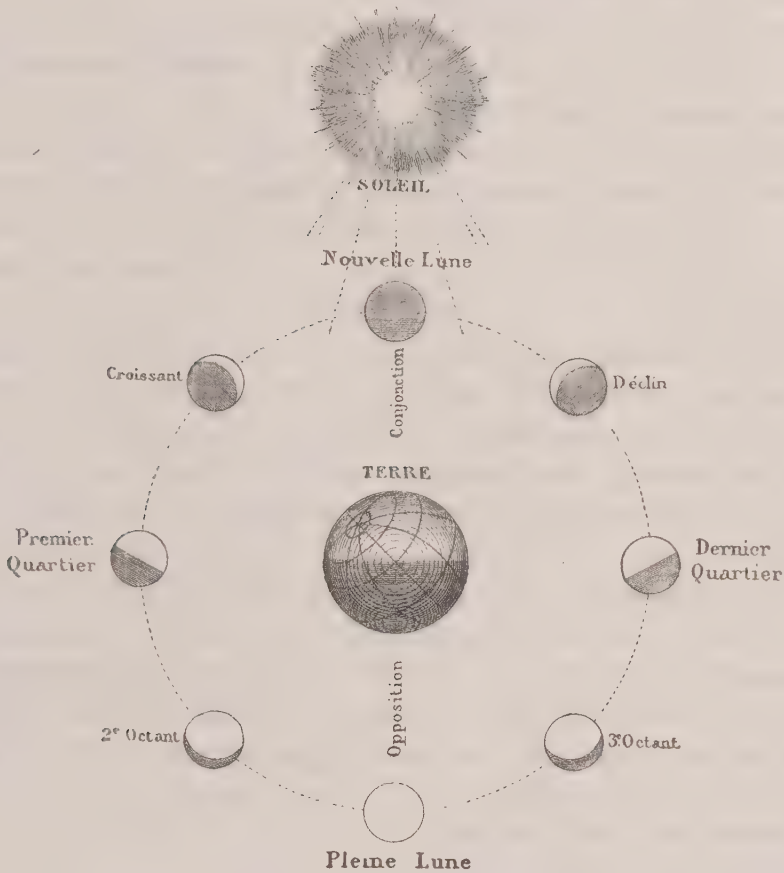 SOLEIL
Nouvelle Lune
Croissant
Conjonction
Déclin
TERRE
Premier
Quartier
Dernier
Quartier
Opposition
2e Octant
3e Octant
Pleine Lune